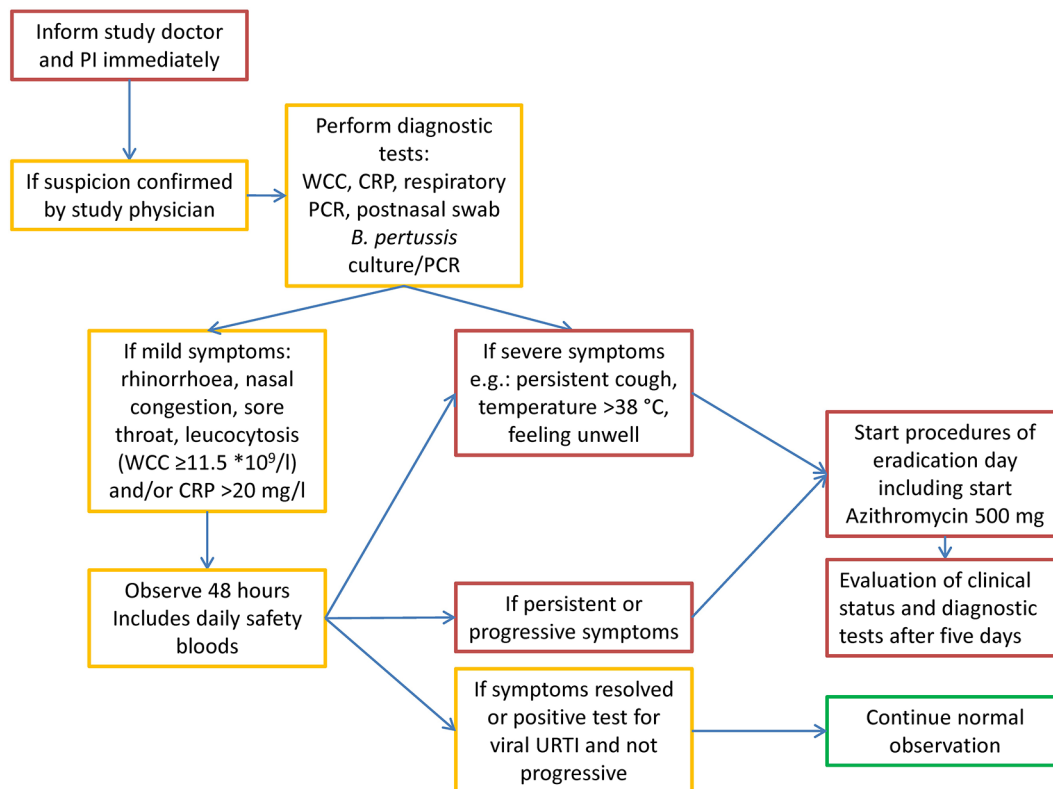 Inform study doctor
and PI immediately
If suspicion confirmed
by study physician
Perform diagnostic
tests:
WCC, CRP, respiratory
PCR, postnasal swab
B. pertussis
culture/PCR
If mild symptoms:
rhinorrhoea, nasal
congestion, sore
throat, leucocytosis
(WCC ≥11.5 *10⁹/l)
and/or CRP >20 mg/l
If severe symptoms
e.g.: persistent cough,
temperature >38 °C,
feeling unwell
Start procedures of
eradication day
including start
Azithromycin 500 mg
Observe 48 hours
Includes daily safety
bloods
If persistent or
progressive symptoms
Evaluation of clinical
status and diagnostic
tests after five days
If symptoms resolved
or positive test for
viral URTI and not
progressive
Continue normal
observation